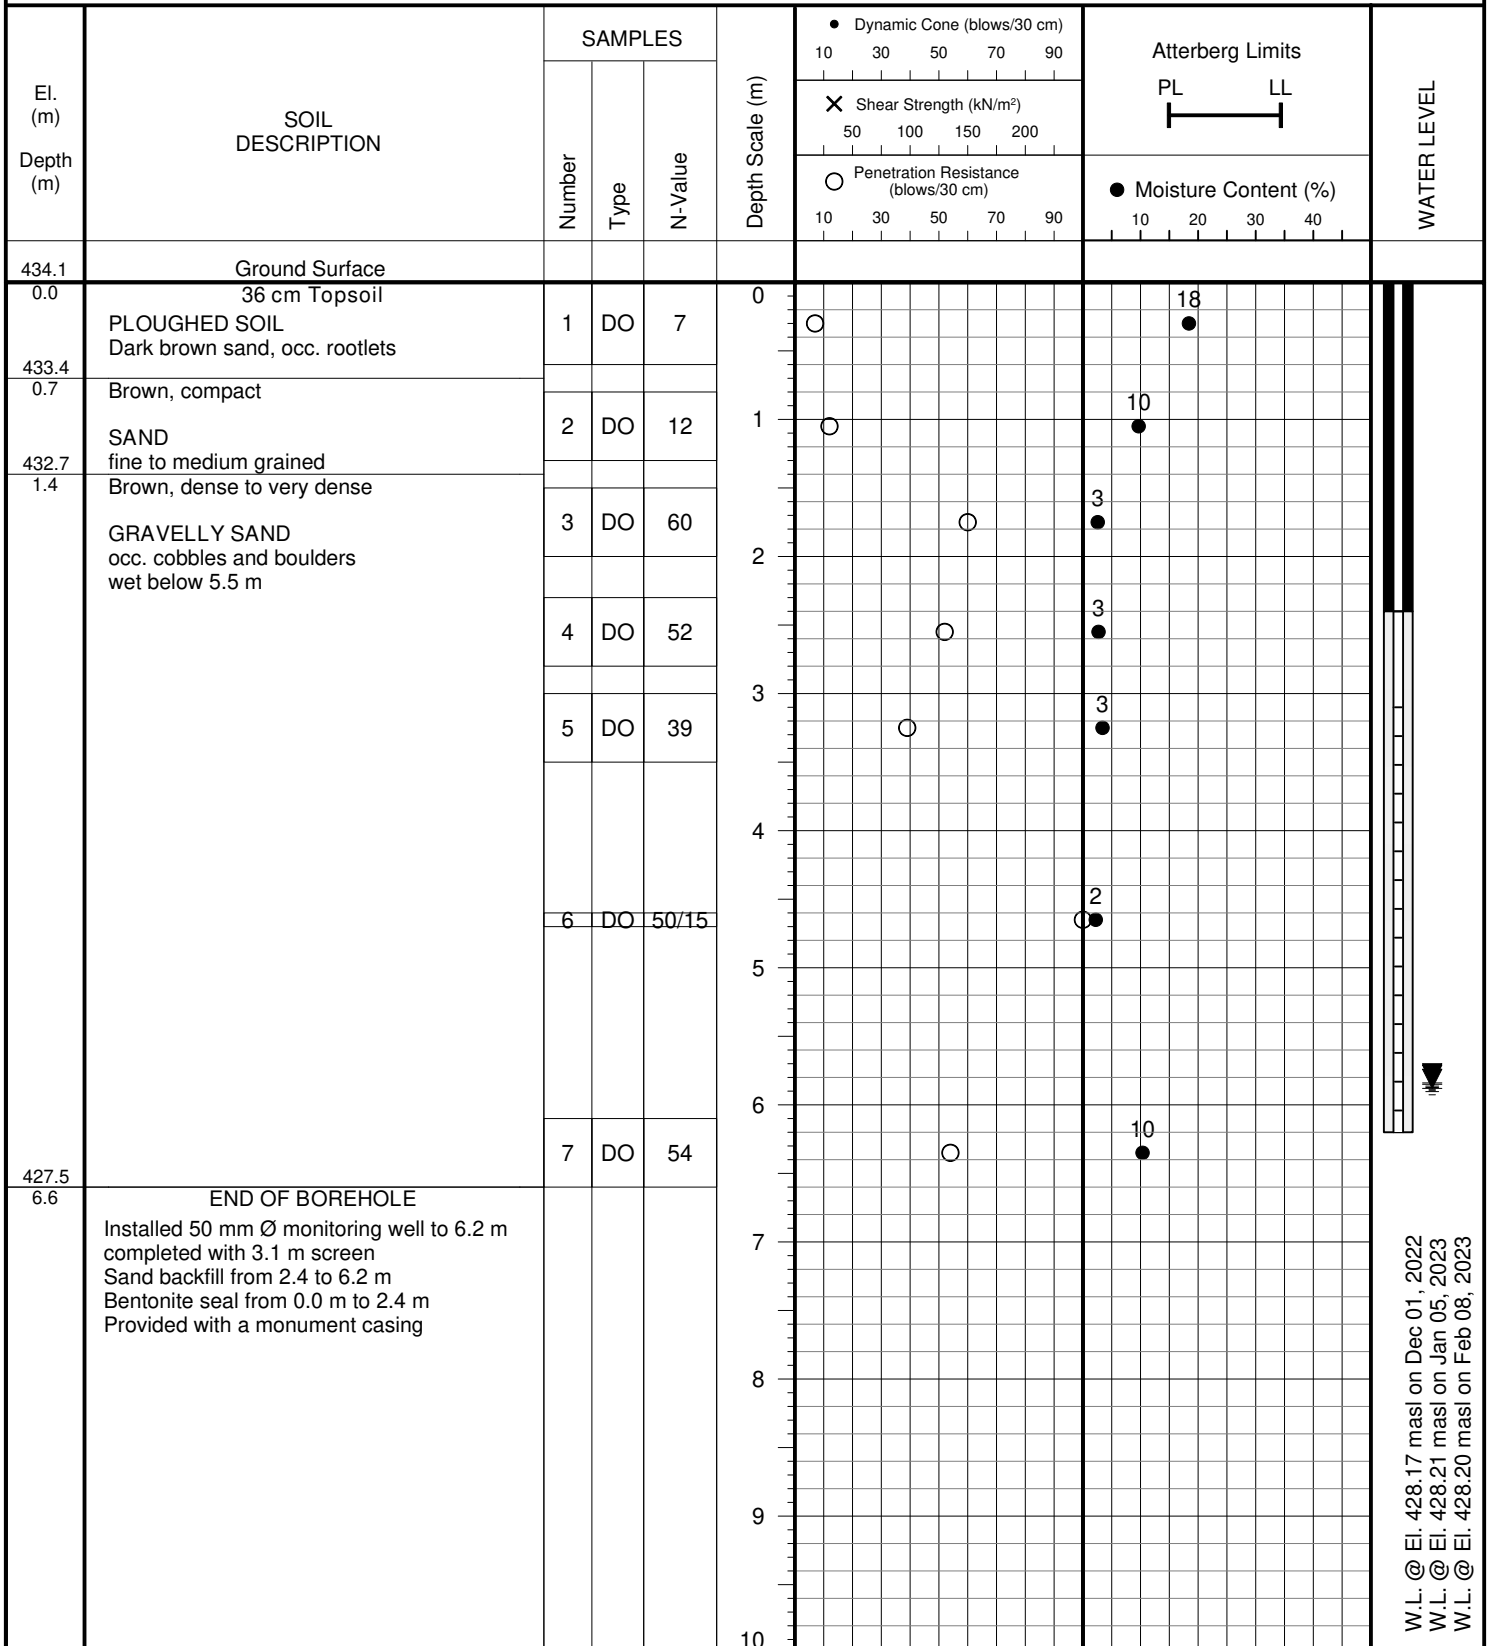 El.
(m)
Depth
(m)
SOIL
DESCRIPTION
SAMPLES
Number
Type
N-Value
Depth Scale (m)
● Dynamic Cone (blows/30 cm)
10 30 50 70 90
✕ Shear Strength (kN/m²)
50 100 150 200
○ Penetration Resistance
(blows/30 cm)
10 30 50 70 90
Atterberg Limits
PL LL
● Moisture Content (%)
10 20 30 40
WATER LEVEL
434.1 Ground Surface
0.0 36 cm Topsoil
PLOUGHED SOIL
Dark brown sand, occ. rootlets
433.4
0.7 Brown, compact
SAND
fine to medium grained
432.7
1.4 Brown, dense to very dense
GRAVELLY SAND
occ. cobbles and boulders
wet below 5.5 m
427.5
6.6 END OF BOREHOLE
Installed 50 mm Ø monitoring well to 6.2 m
completed with 3.1 m screen
Sand backfill from 2.4 to 6.2 m
Bentonite seal from 0.0 m to 2.4 m
Provided with a monument casing
1 DO 7
2 DO 12
3 DO 60
4 DO 52
5 DO 39
6 DO 50/15
7 DO 54
0
1
2
3
4
5
6
7
8
9
10
18
10
3
3
3
2
10
W.L. @ El. 428.17 masl on Dec 01, 2022
W.L. @ El. 428.21 masl on Jan 05, 2023
W.L. @ El. 428.20 masl on Feb 08, 2023